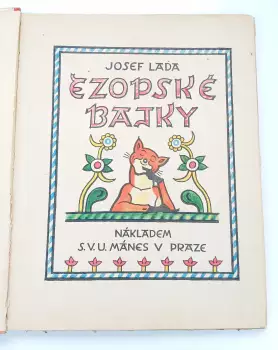 JOSEF LADA
EZOPSKÉ
BAJKY
NÁKLADEM
S.V.U. MÁNES V PRAZE